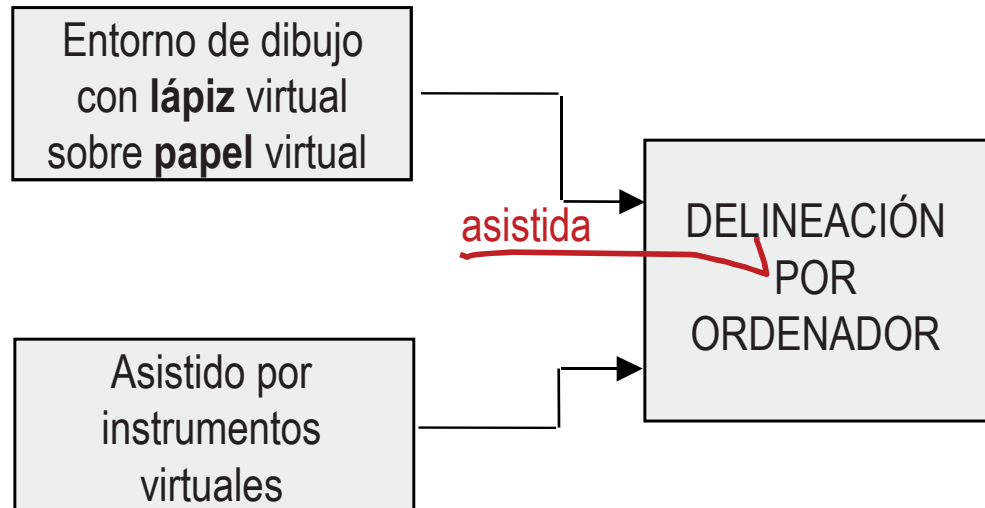 Entorno de dibujo
con lápiz virtual
sobre papel virtual
asistida
DELINEACIÓN
POR
ORDENADOR
Asistido por
instrumentos
virtuales